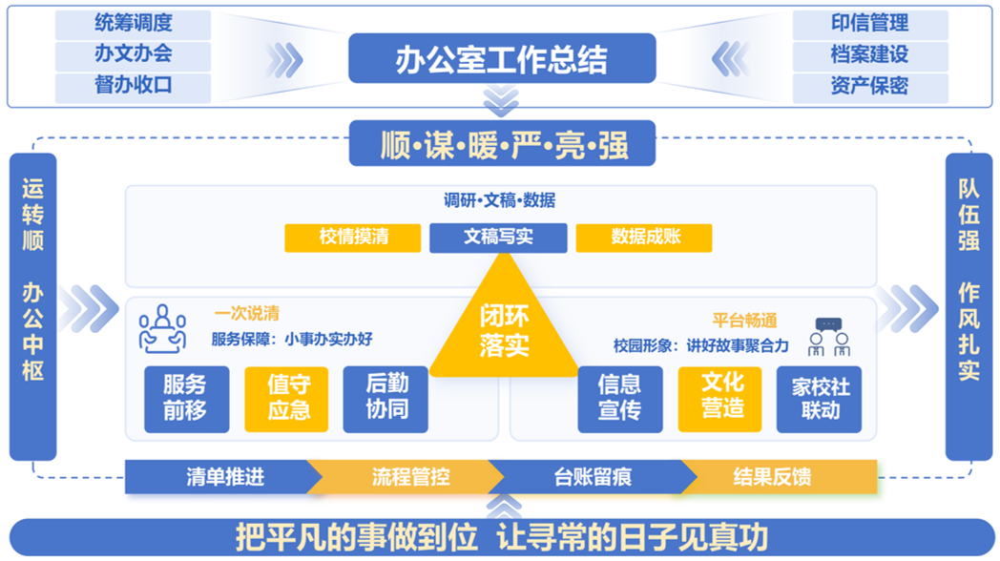 统筹调度
办文办会
督办收口
办公室工作总结
印信管理
档案建设
资产保密
顺·谋·暖·严·亮·强
运转顺 办公中枢
调研·文稿·数据
校情摸清
文稿写实
数据成账
闭环
落实
一次说清
服务保障：小事办实办好
服务
前移
值守
应急
后勤
协同
平台畅通
校园形象：讲好故事聚合力
信息
宣传
文化
营造
家校社
联动
队伍强 作风扎实
清单推进
流程管控
台账留痕
结果反馈
把平凡的事做到位 让寻常的日子见真功